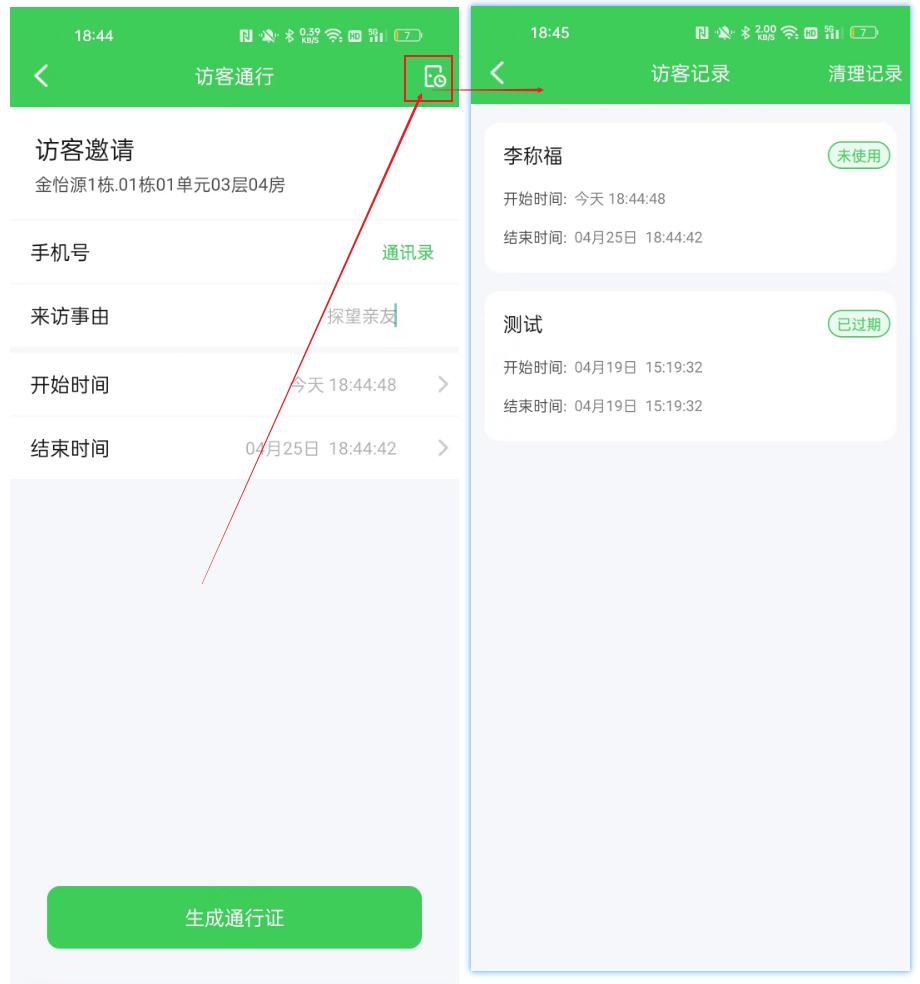 18:44
0.39 KB/S HD 5G 7
访客通行
访客邀请
金怡源1栋.01栋01单元03层04房
手机号 通讯录
来访事由 探望亲友
开始时间 今天 18:44:48
结束时间 04月25日 18:44:42
生成通行证
18:45
2.00 KB/S HD 5G 7
访客记录 清理记录
李称福 未使用
开始时间: 今天 18:44:48
结束时间: 04月25日 18:44:42
测试 已过期
开始时间: 04月19日 15:19:32
结束时间: 04月19日 15:19:32